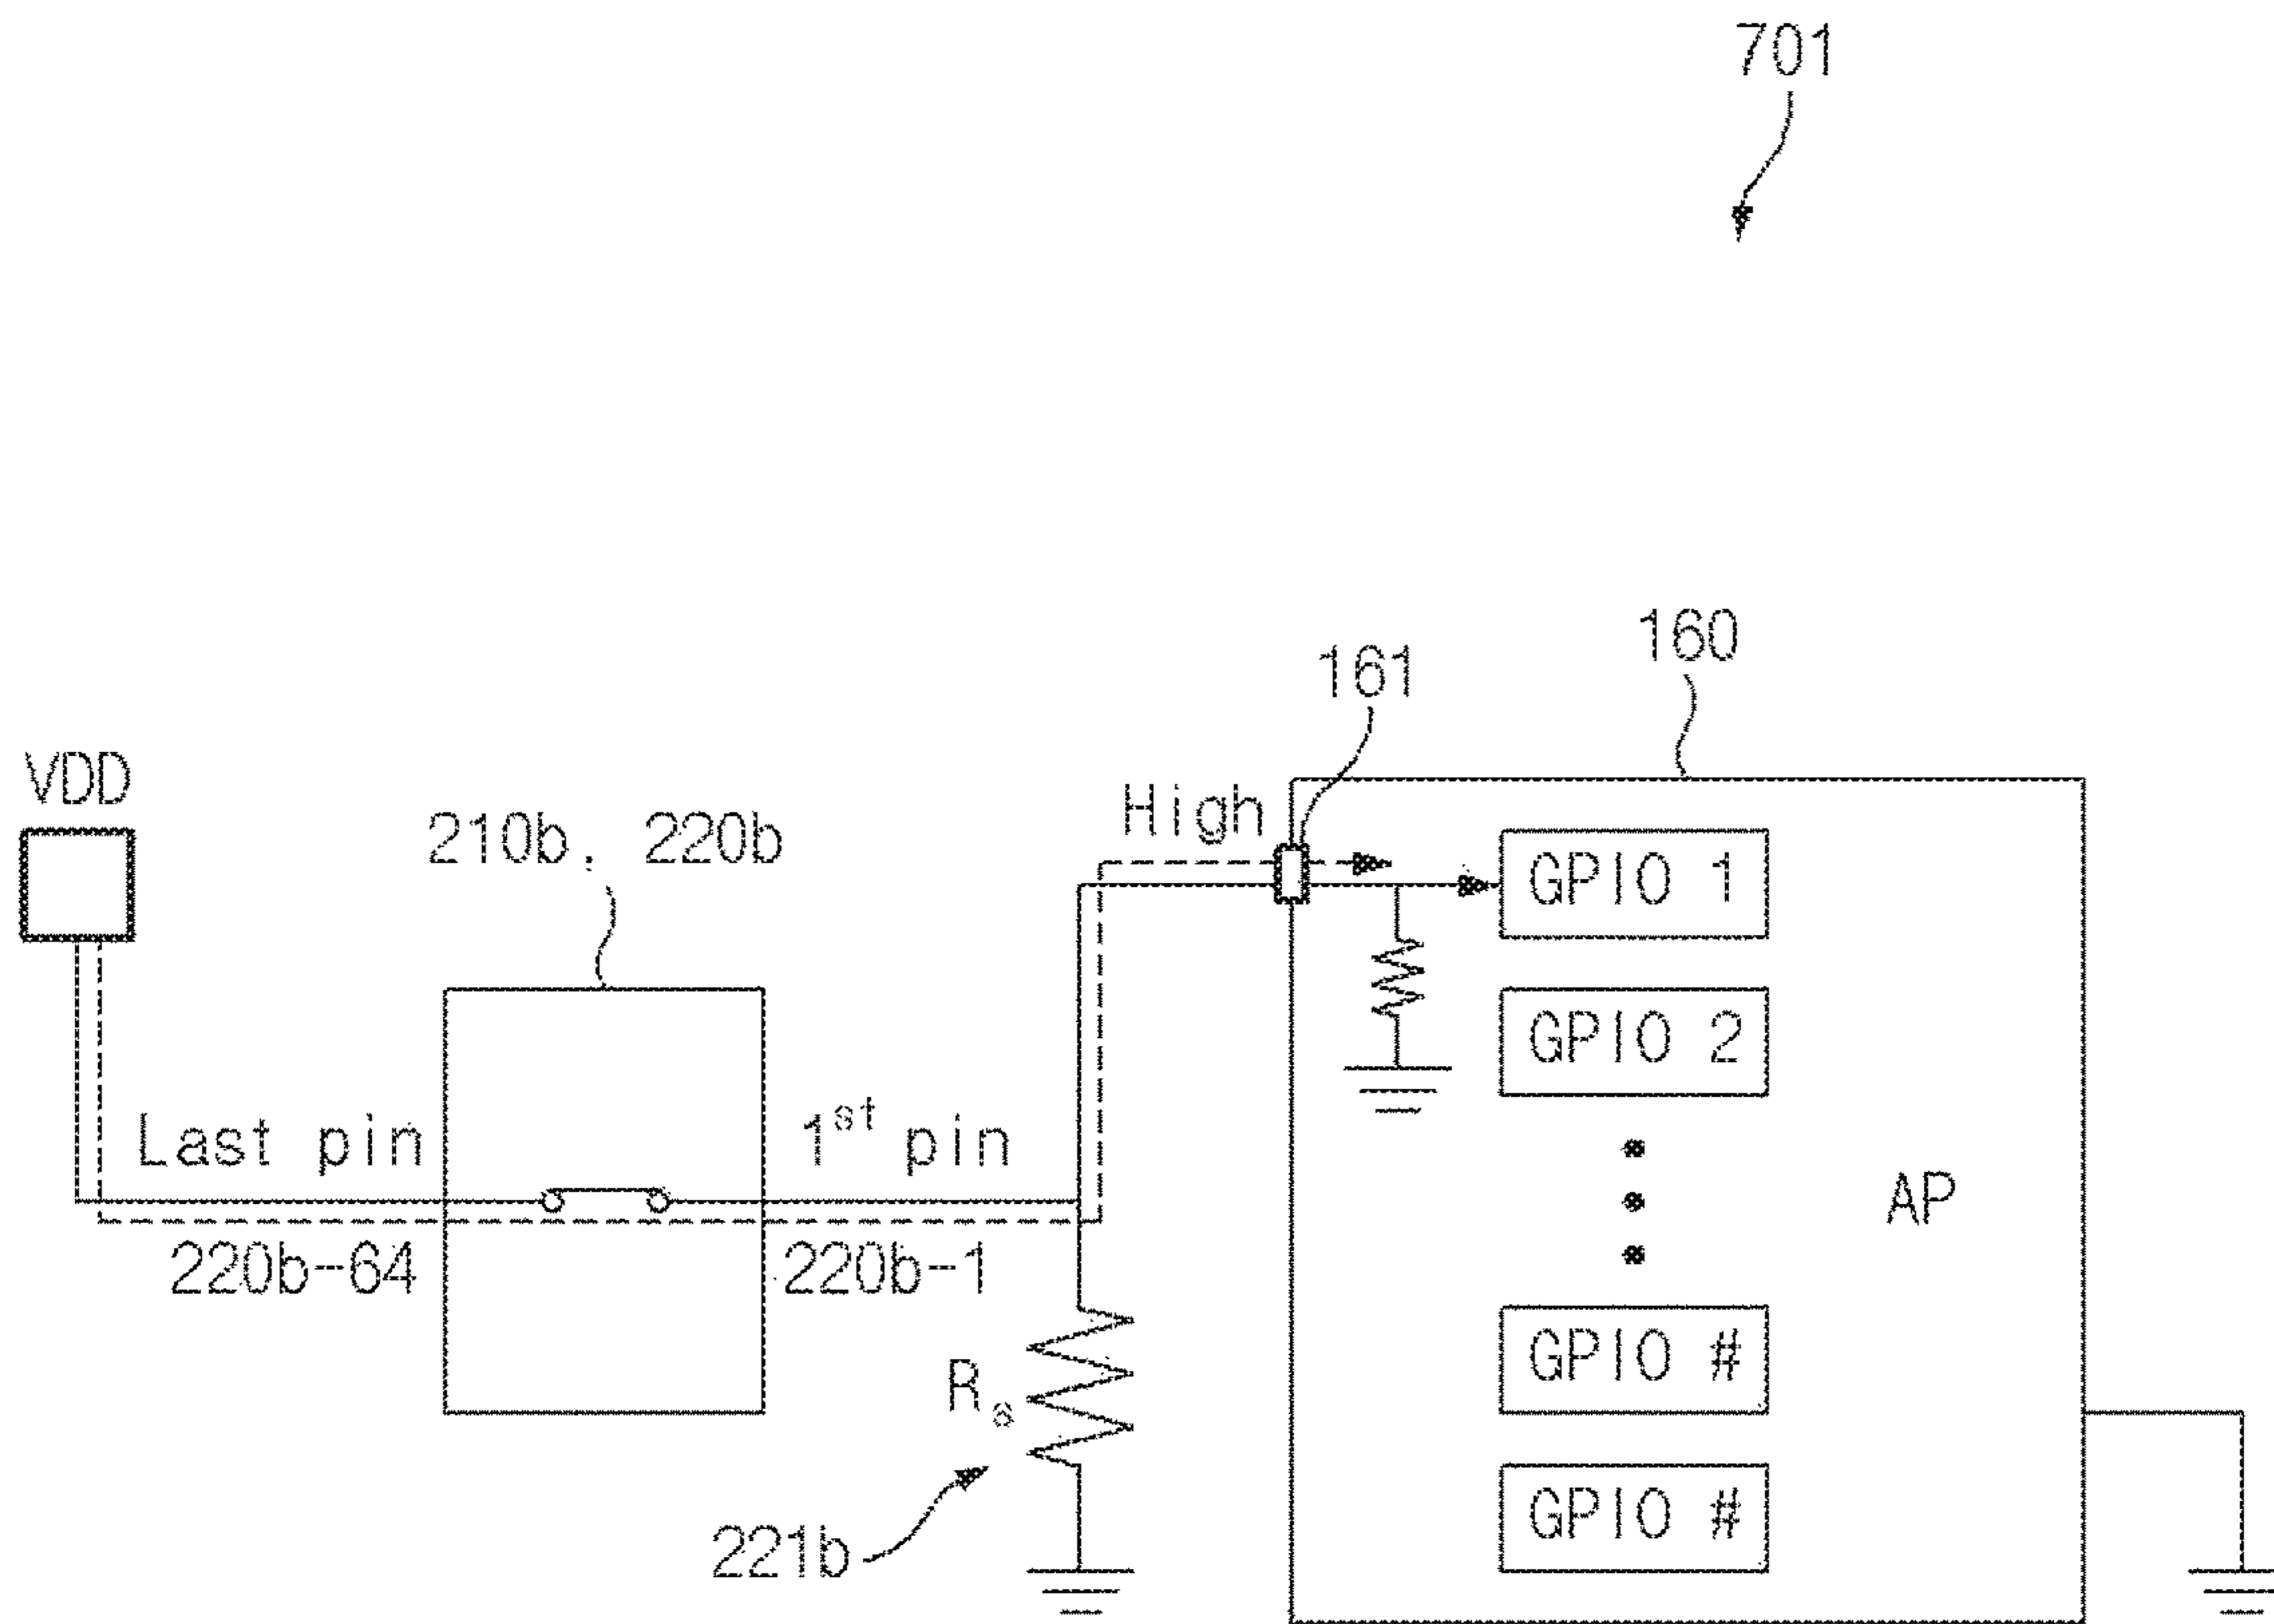 701
160
161
VDD
High
210b, 220b
GPIO 1
GPIO 2
Last pin
1st pin
AP
220b-64
220b-1
GPIO #
Rs
GPIO #
221b